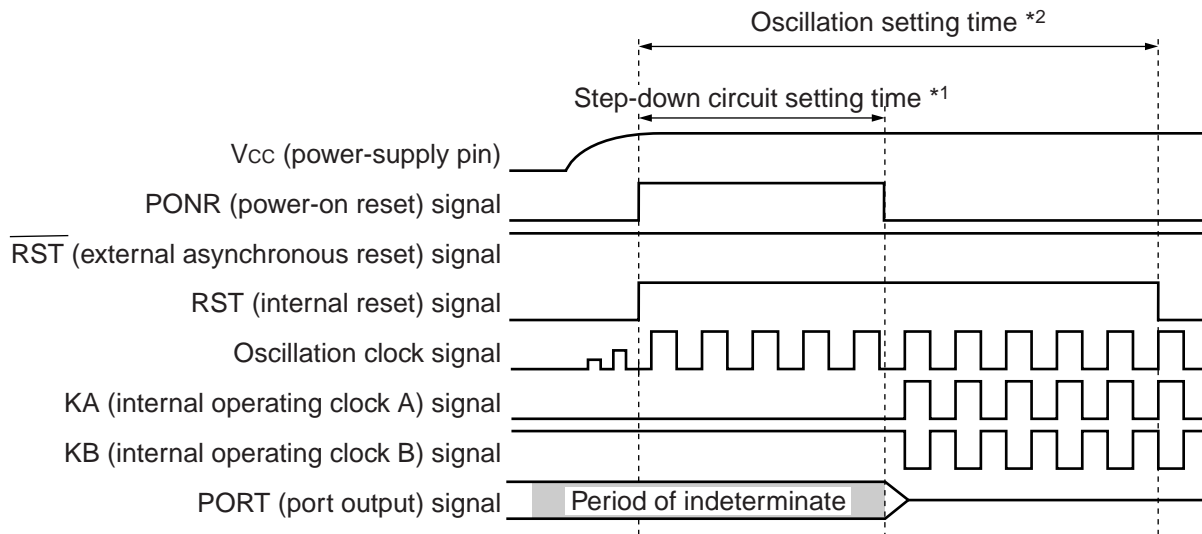 Oscillation setting time *2
Step-down circuit setting time *1
Vcc (power-supply pin)
PONR (power-on reset) signal
RST (external asynchronous reset) signal
RST (internal reset) signal
Oscillation clock signal
KA (internal operating clock A) signal
KB (internal operating clock B) signal
PORT (port output) signal
Period of indeterminate